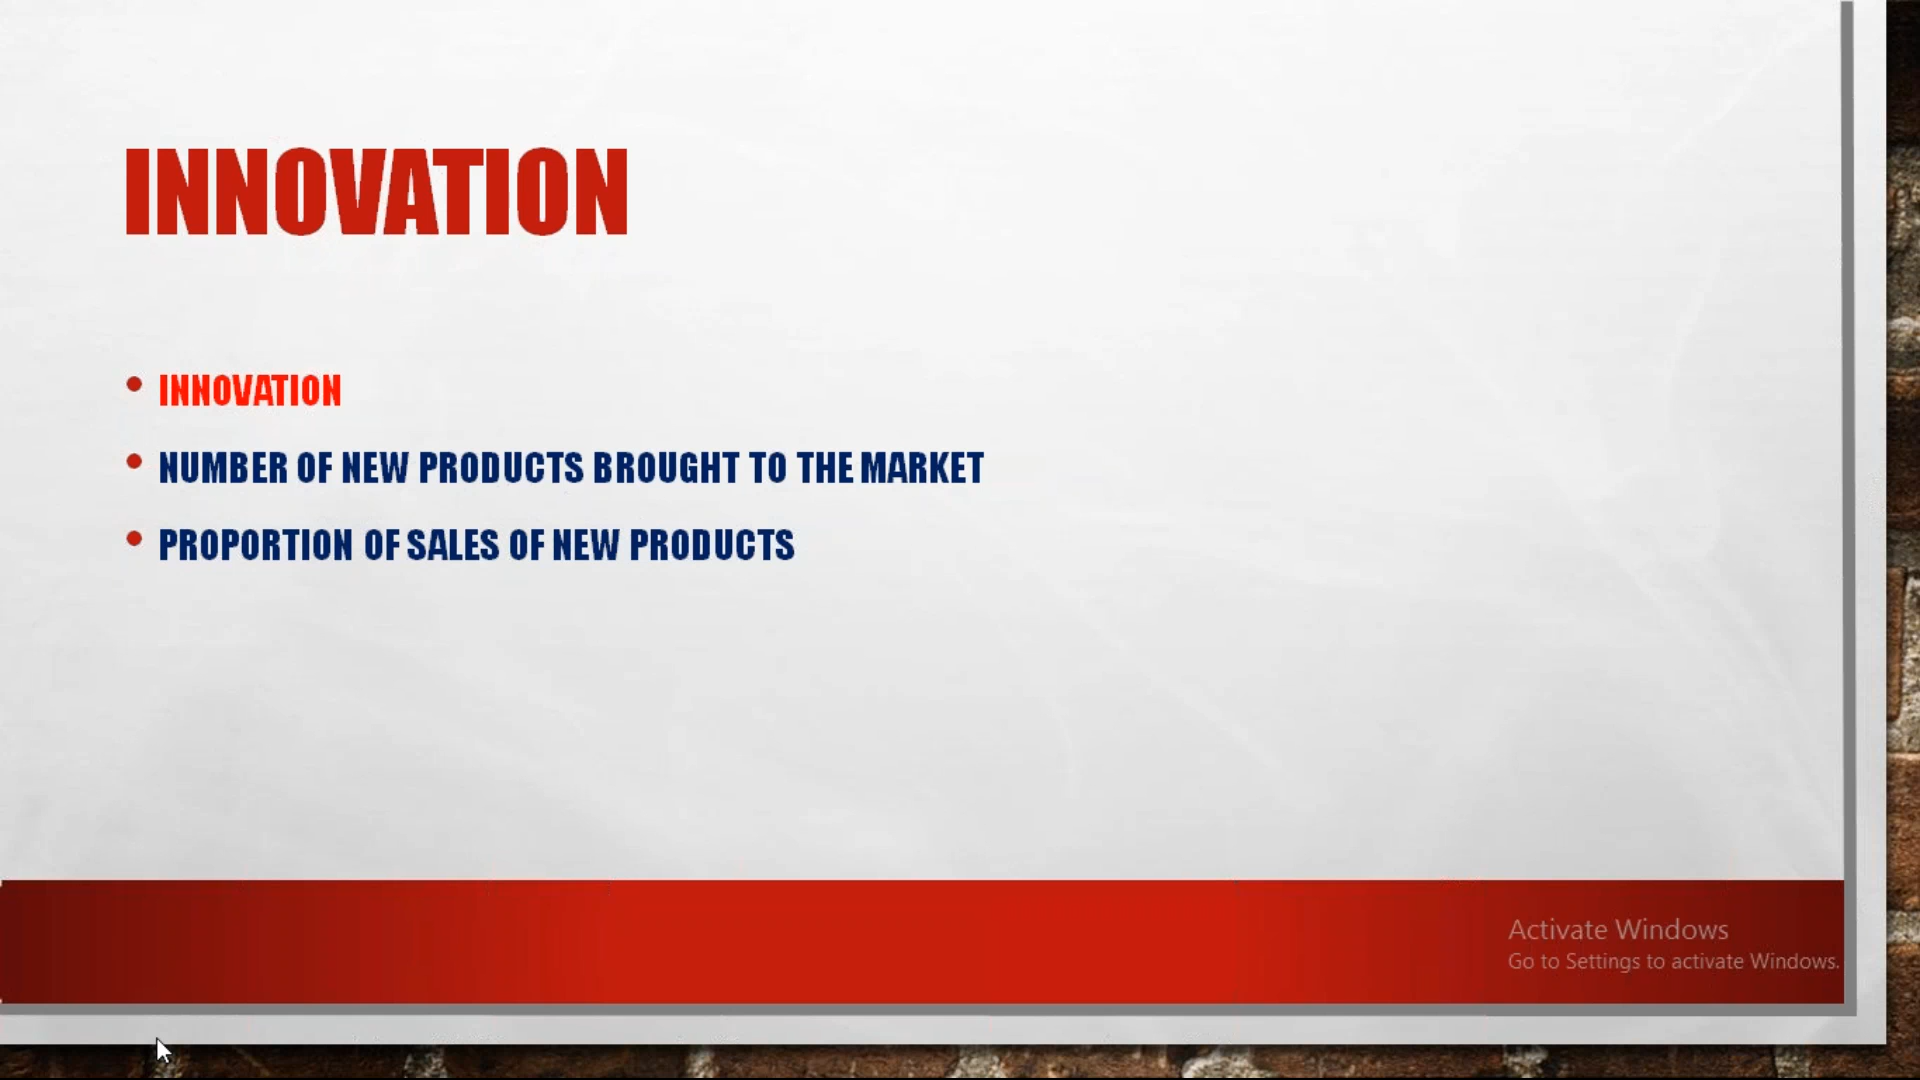 INNOVATION
INNOVATION
NUMBER OF NEW PRODUCTS BROUGHT TO THE MARKET
PROPORTION OF SALES OF NEW PRODUCTS
Activate Windows
Go to Settings to activate Windows.